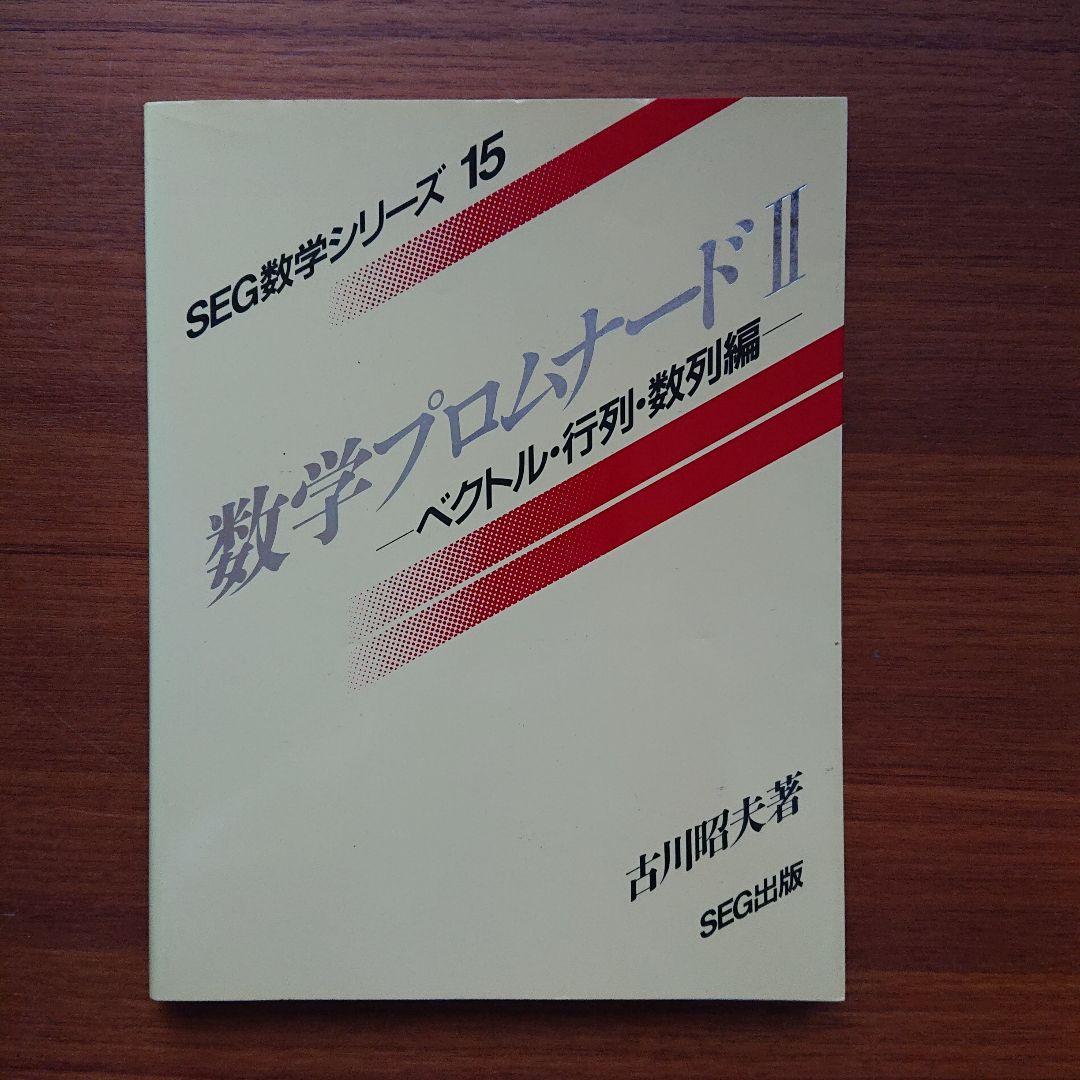 SEG数学シリーズ 15
数学プロムナードⅡ
―ベクトル・行列・数列編―
古川昭夫著
SEG出版